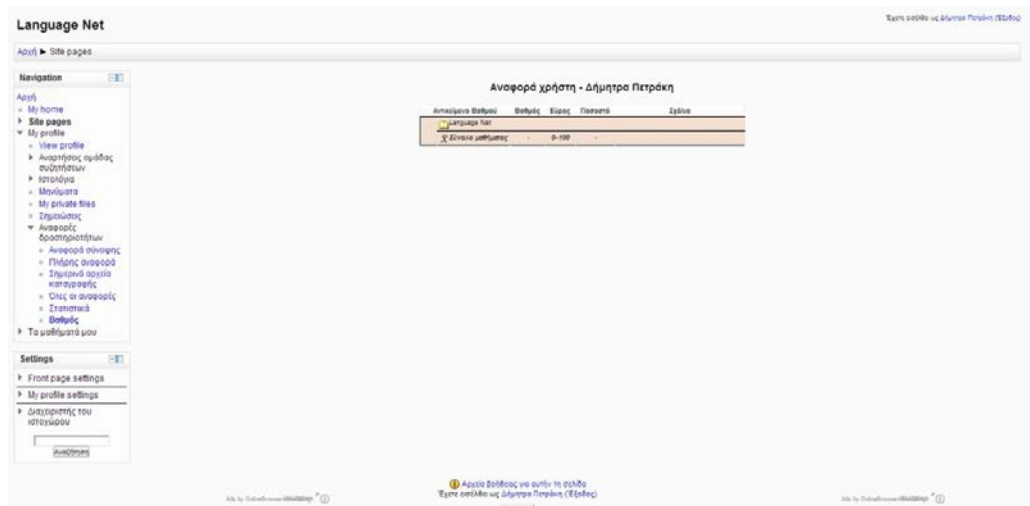 Language Net
Έχετε εισέλθει ως Δήμητρα Πετράκη (Έξοδος)
Αρχή ► Site pages
Navigation
Αρχή
My home
Site pages
My profile
View profile
Αναρτήσεις ομάδας
συζητήσεων
Ιστολόγια
Μηνύματα
My private files
Σημειώσεις
Αναφορές
δραστηριοτήτων
Αναφορά σύνοψης
Πλήρης αναφορά
Σημερινό αρχείο
καταγραφής
Όλες οι αναφορές
Στατιστικά
Βαθμός
Τα μαθήματά μου
Settings
Front page settings
My profile settings
Διαχειριστής του
ιστοχώρου
Αναζήτηση
Αναφορά χρήστη - Δήμητρα Πετράκη
Αντικείμενο Βαθμού Βαθμός Εύρος Ποσοστό Σχόλια
Language Net
Σύνολο μαθήματος - 0-100 -
Αρχεία βοήθειας για αυτήν τη σελίδα
Έχετε εισέλθει ως Δήμητρα Πετράκη (Έξοδος)
Ads by
Ads by